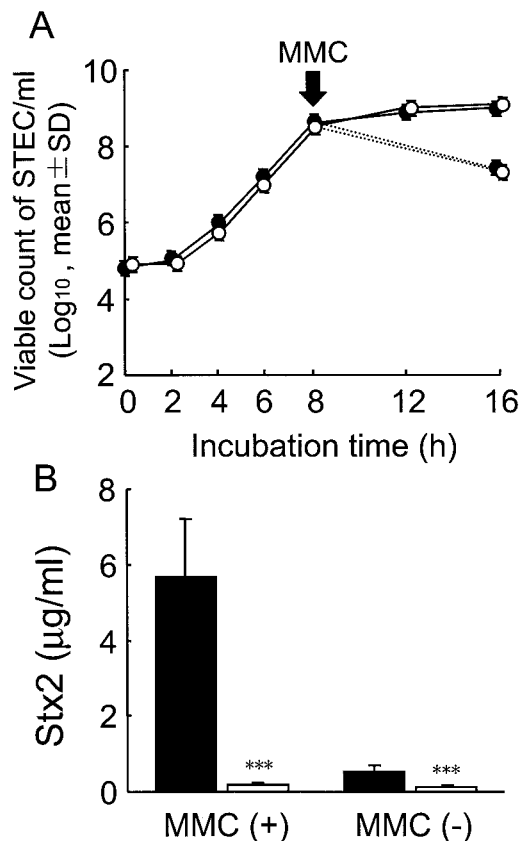 A
MMC
10
8
6
4
2
Viable count of STEC/ml
(Log10, mean±SD)
0 2 4 6 8 12 16
Incubation time (h)
B
8
6
4
2
0
Stx2 (μg/ml)
*** ***
MMC (+) MMC (-)